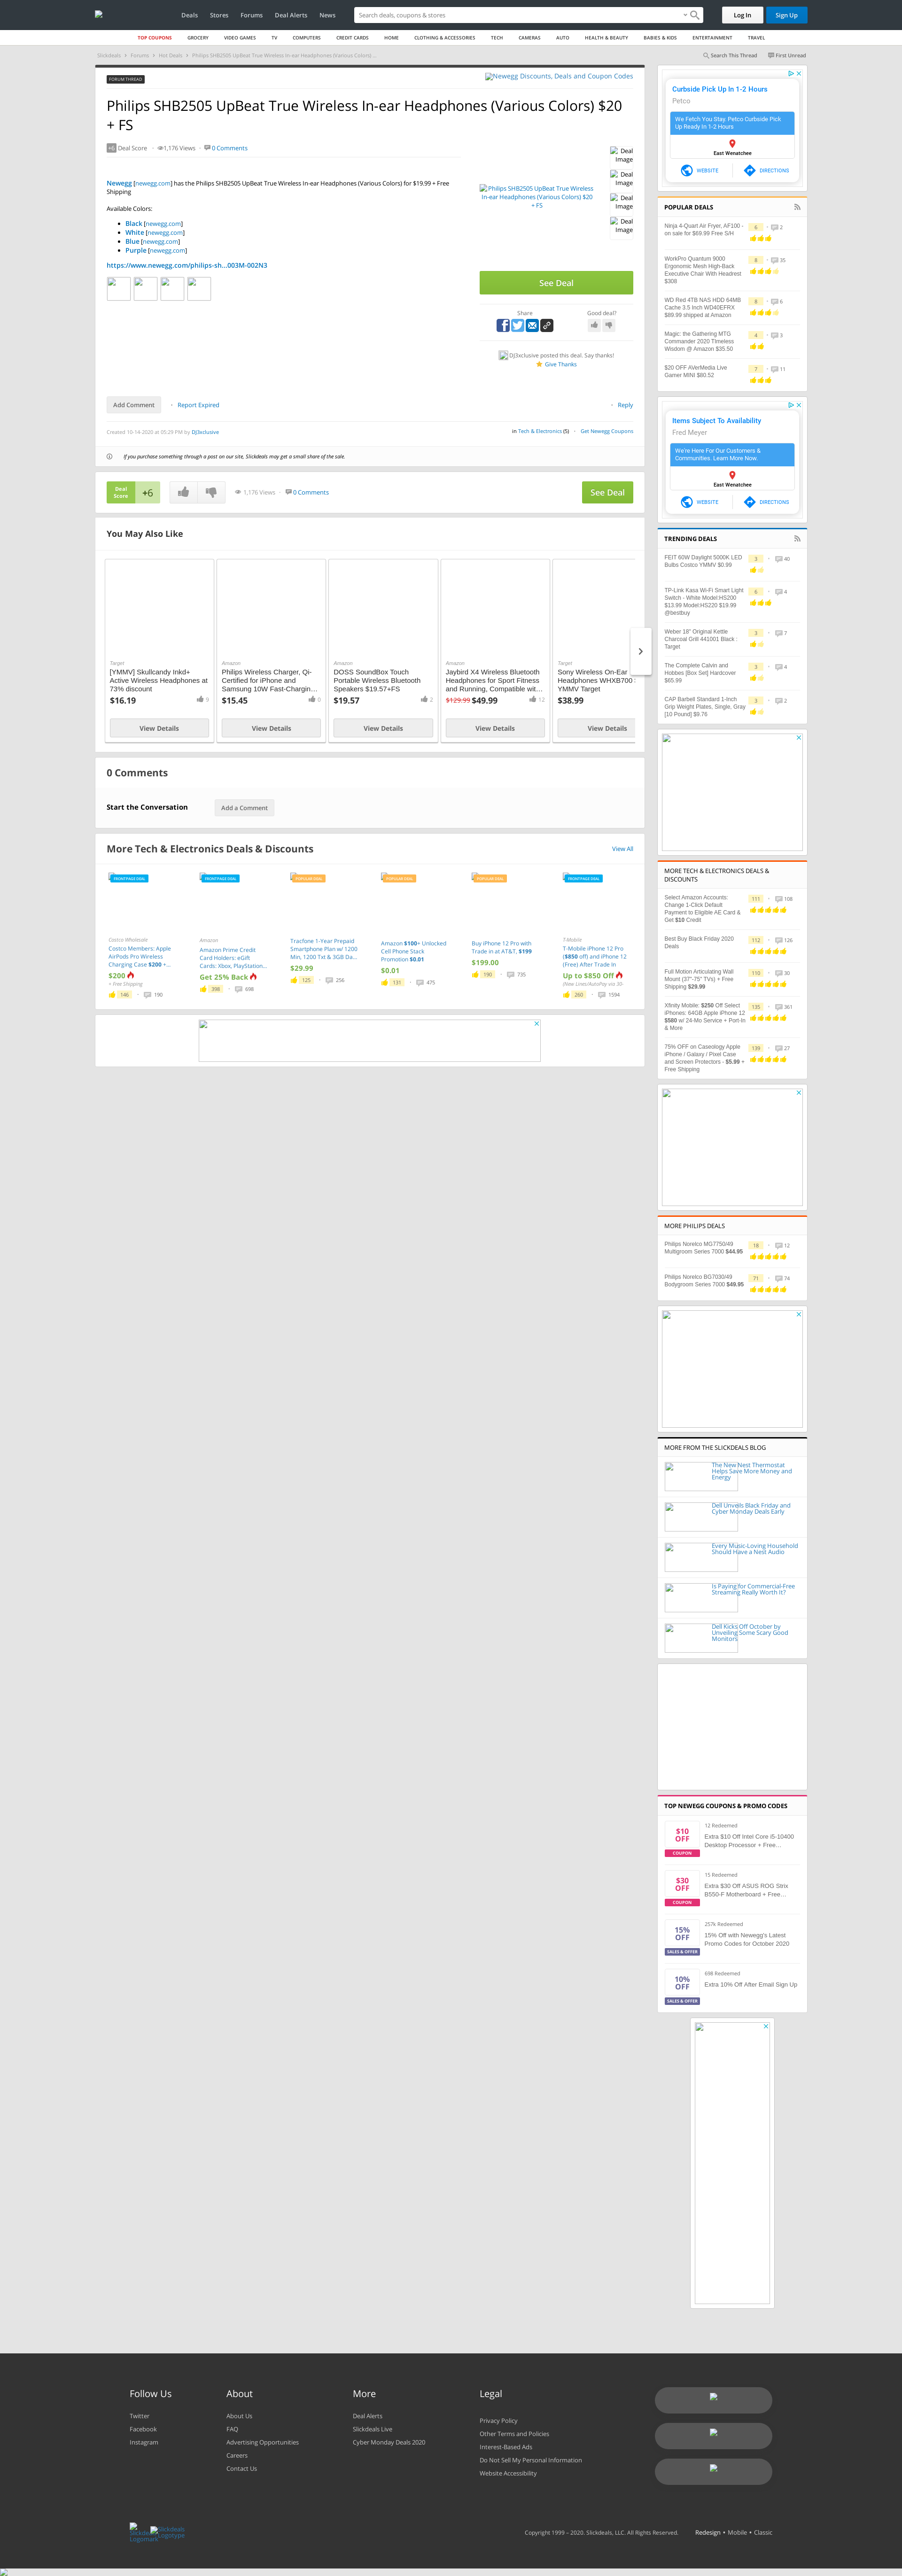 Deals Stores Forums Deal Alerts News
Search deals, coupons & stores
Log In Sign Up
TOP COUPONS GROCERY VIDEO GAMES TV COMPUTERS CREDIT CARDS HOME CLOTHING & ACCESSORIES TECH CAMERAS AUTO HEALTH & BEAUTY BABIES & KIDS ENTERTAINMENT TRAVEL
Slickdeals > Forums > Hot Deals > Philips SHB2505 UpBeat True Wireless In-ear Headphones (Various Colors) ...
Search This Thread First Unread
FORUM THREAD
Newegg Discounts, Deals and Coupon Codes
Philips SHB2505 UpBeat True Wireless In-ear Headphones (Various Colors) $20
+ FS
+6 Deal Score 1,176 Views 0 Comments
Newegg [newegg.com] has the Philips SHB2505 UpBeat True Wireless In-ear Headphones (Various Colors) for $19.99 + Free
Shipping
Available Colors:
Black [newegg.com]
White [newegg.com]
Blue [newegg.com]
Purple [newegg.com]
https://www.newegg.com/philips-sh...003M-002N3
Philips SHB2505 UpBeat True Wireless
In-ear Headphones (Various Colors) $20
+ FS
Deal
Image
Deal
Image
Deal
Image
Deal
Image
See Deal
Share Good deal?
DJ3xclusive posted this deal. Say thanks!
Give Thanks
Add Comment Report Expired Reply
Created 10-14-2020 at 05:29 PM by DJ3xclusive
in Tech & Electronics (5) Get Newegg Coupons
If you purchase something through a post on our site, Slickdeals may get a small share of the sale.
Deal
Score
+6
1,176 Views 0 Comments
See Deal
You May Also Like
Target
[YMMV] Skullcandy Inkd+
Active Wireless Headphones at
73% discount
$16.19 9
View Details
Amazon
Philips Wireless Charger, Qi-
Certified for iPhone and
Samsung 10W Fast-Chargin...
$15.45 0
View Details
Amazon
DOSS SoundBox Touch
Portable Wireless Bluetooth
Speakers $19.57+FS
$19.57 2
View Details
Amazon
Jaybird X4 Wireless Bluetooth
Headphones for Sport Fitness
and Running, Compatible wit...
$129.99 $49.99 12
View Details
Target
Sony Wireless On-Ear
Headphones WHXB700 $
YMMV Target
$38.99
View Details
0 Comments
Start the Conversation Add a Comment
More Tech & Electronics Deals & Discounts View All
FRONTPAGE DEAL
Costco Wholesale
Costco Members: Apple
AirPods Pro Wireless
Charging Case $200 +...
$200
+ Free Shipping
146 190
FRONTPAGE DEAL
Amazon
Amazon Prime Credit
Card Holders: eGift
Cards: Xbox, PlayStation...
Get 25% Back
398 698
POPULAR DEAL
Tracfone 1-Year Prepaid
Smartphone Plan w/ 1200
Min, 1200 Txt & 3GB Da...
$29.99
125 256
POPULAR DEAL
Amazon $100+ Unlocked
Cell Phone Stack
Promotion $0.01
$0.01
131 475
POPULAR DEAL
Buy iPhone 12 Pro with
Trade in at AT&T, $199
$199.00
190 735
FRONTPAGE DEAL
T-Mobile
T-Mobile iPhone 12 Pro
($850 off) and iPhone 12
(Free) After Trade In
Up to $850 Off
(New Lines/AutoPay via 30-
260 1594
Curbside Pick Up In 1-2 Hours
Petco
We Fetch You Stay. Petco Curbside Pick
Up Ready In 1-2 Hours
East Wenatchee
WEBSITE DIRECTIONS
POPULAR DEALS
Ninja 4-Quart Air Fryer, AF100 -
on sale for $69.99 Free S/H
6 2
WorkPro Quantum 9000
Ergonomic Mesh High-Back
Executive Chair With Headrest
$308
8 35
WD Red 4TB NAS HDD 64MB
Cache 3.5 Inch WD40EFRX
$89.99 shipped at Amazon
8 6
Magic: the Gathering MTG
Commander 2020 Timeless
Wisdom @ Amazon $35.50
4 3
$20 OFF AVerMedia Live
Gamer MINI $80.52
7 11
Items Subject To Availability
Fred Meyer
We're Here For Our Customers &
Communities. Learn More Now.
East Wenatchee
WEBSITE DIRECTIONS
TRENDING DEALS
FEIT 60W Daylight 5000K LED
Bulbs Costco YMMV $0.99
3 40
TP-Link Kasa Wi-Fi Smart Light
Switch - White Model:HS200
$13.99 Model:HS220 $19.99
@bestbuy
6 4
Weber 18" Original Kettle
Charcol Grill 441001 Black :
Target
3 7
The Complete Calvin and
Hobbes [Box Set] Hardcover
$85.99
3 4
CAP Barbell Standard 1-Inch
Grip Weight Plates, Single, Gray
[10 Pound] $9.76
3 2
MORE TECH & ELECTRONICS DEALS &
DISCOUNTS
Select Amazon Accounts:
Change 1-Click Default
Payment to Eligible AE Card &
Get $10 Credit
111 108
Best Buy Black Friday 2020
Deals
112 126
Full Motion Articulating Wall
Mount (37"-75" TVs) + Free
Shipping $29.99
110 30
Xfinity Mobile: $250 Off Select
iPhones: 64GB Apple iPhone 12
$580 w/ 24-Mo Service + Port-In
& More
135 361
75% OFF on Caseology Apple
iPhone / Galaxy / Pixel Case
and Screen Protectors - $5.99 +
Free Shipping
139 27
MORE PHILIPS DEALS
Philips Norelco MG7750/49
Multigroom Series 7000 $44.95
18 12
Philips Norelco BG7030/49
Bodygroom Series 7000 $49.95
71 74
MORE FROM THE SLICKDEALS BLOG
The New Nest Thermostat
Helps Save More Money and
Energy
Dell Unveils Black Friday and
Cyber Monday Deals Early
Every Music-Loving Household
Should Have a Nest Audio
Is Paying for Commercial-Free
Streaming Really Worth It?
Dell Kicks Off October by
Unveiling Some Scary Good
Monitors
TOP NEWEGG COUPONS & PROMO CODES
$10
OFF
COUPON
12 Redeemed
Extra $10 Off Intel Core i5-10400
Desktop Processor + Free...
$30
OFF
COUPON
15 Redeemed
Extra $30 Off ASUS ROG Strix
B550-F Motherboard + Free...
15%
OFF
SALES & OFFER
257k Redeemed
15% Off with Newegg's Latest
Promo Codes for October 2020
10%
OFF
SALES & OFFER
698 Redeemed
Extra 10% Off After Email Sign Up
Follow Us
Twitter
Facebook
Instagram
About
About Us
FAQ
Advertising Opportunities
Careers
Contact Us
More
Deal Alerts
Slickdeals Live
Cyber Monday Deals 2020
Legal
Privacy Policy
Other Terms and Policies
Interest-Based Ads
Do Not Sell My Personal Information
Website Accessibility
Slickdeals
Logomark
Slickdeals
Logotype
Copyright 1999 – 2020. Slickdeals, LLC. All Rights Reserved. Redesign • Mobile • Classic